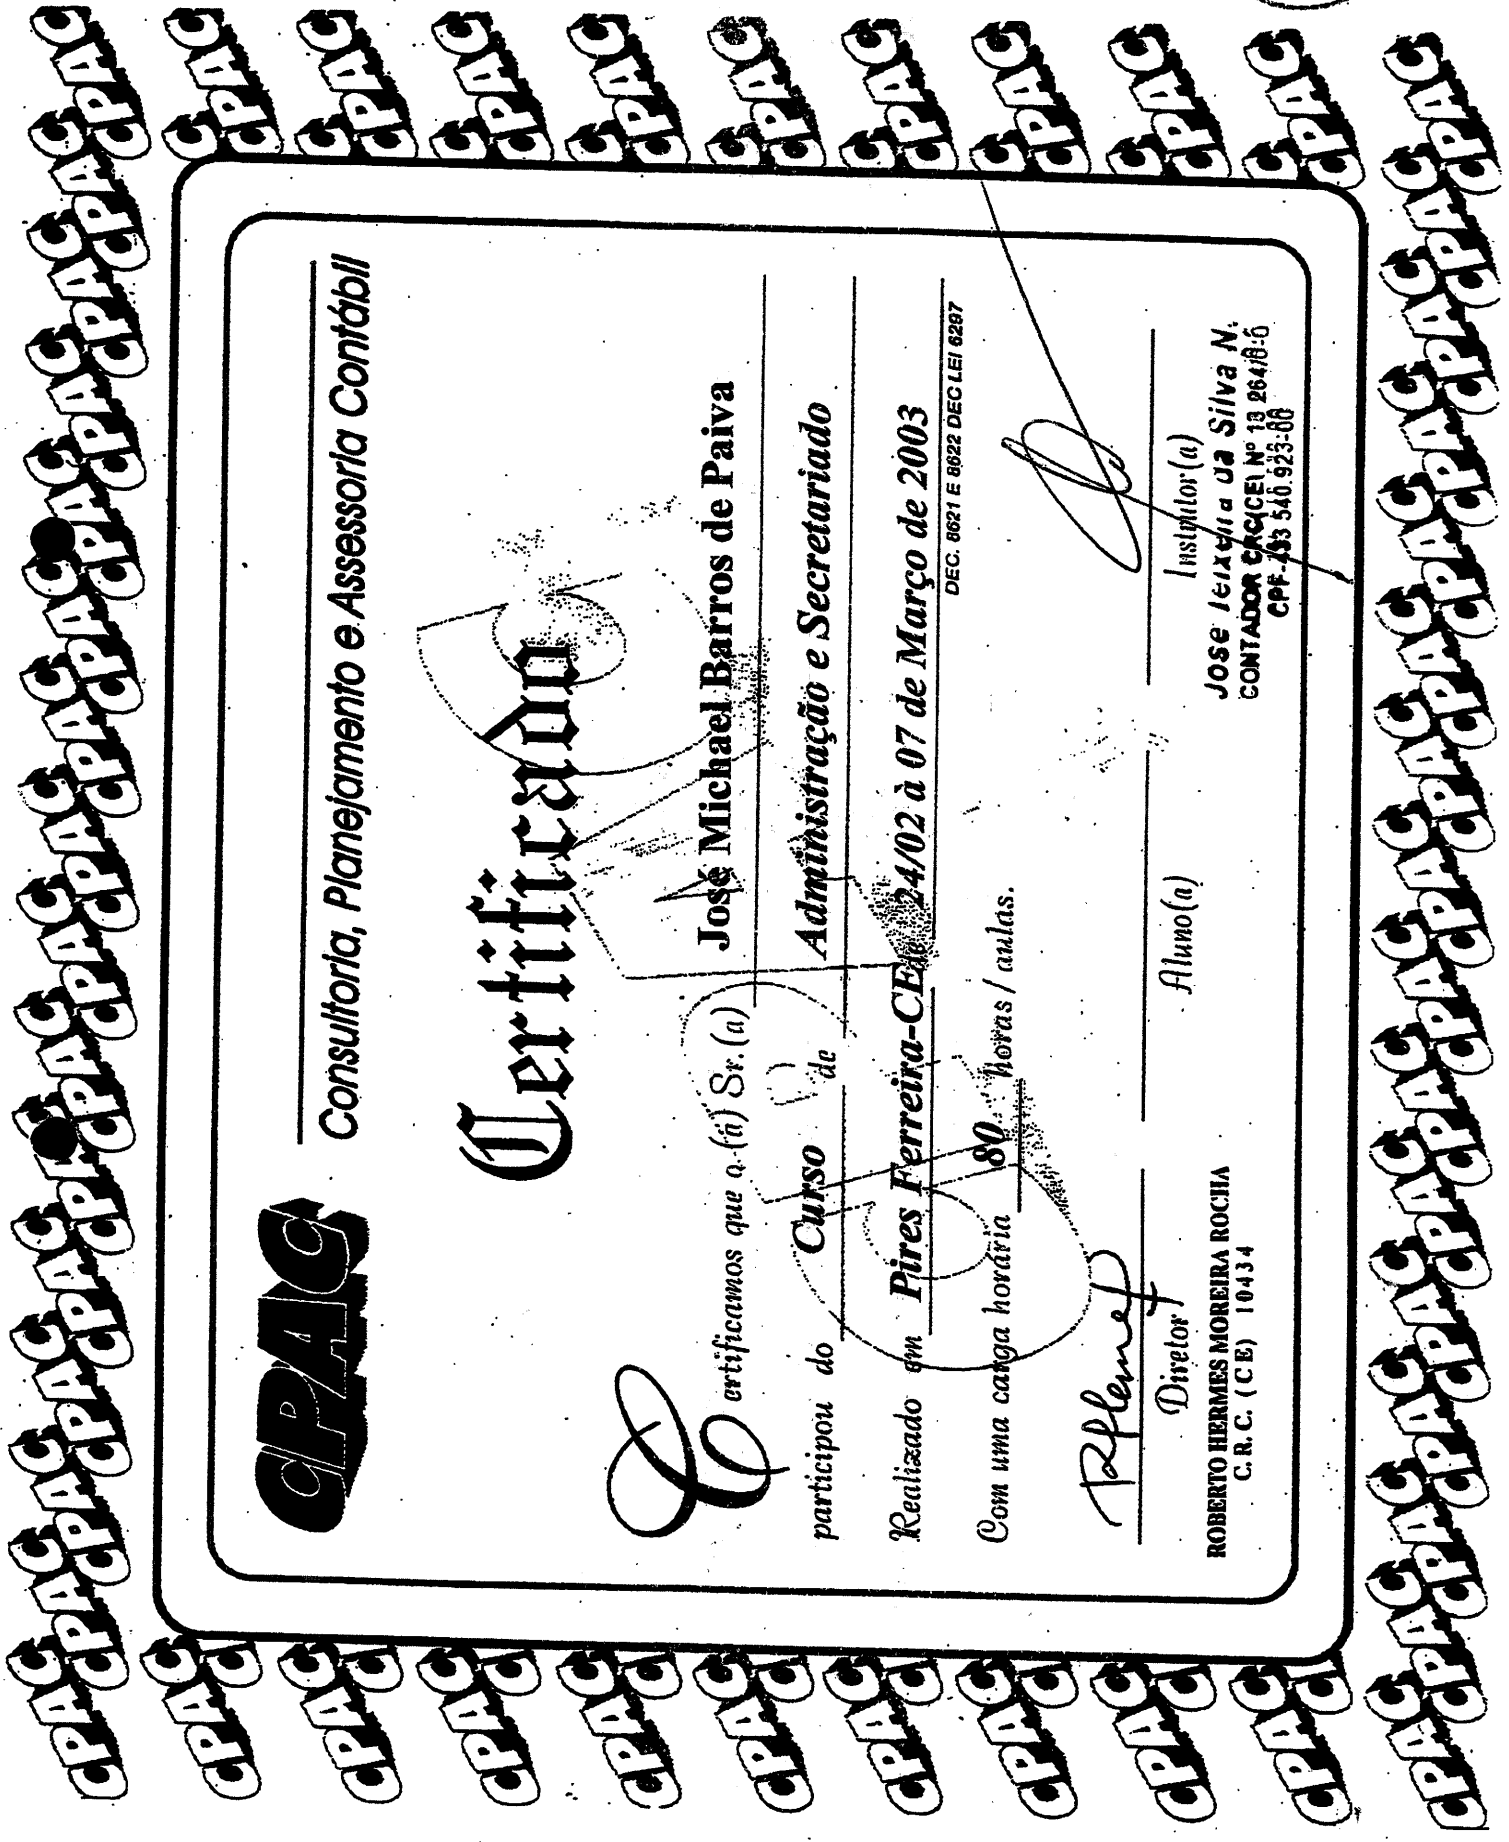 CPAC
Consultoria, Planejamento e Assessoria Contábil
Certificado
Certificamos que o (a) Sr. (a) José Michael Barros de Paiva
participou do Curso de Administração e Secretariado
Realizado em Pires Ferreira-CE de 24/02 à 07 de Março de 2003
DEC. 8621 E 8622 DEC LEI 6297
Com uma carga horária 80 horas / aulas.
Diretor Aluno(a) Instrutor(a)
ROBERTO HERMES MOREIRA ROCHA
C. R. C. (CE) 10434
Jose Teixeira da Silva N.
CONTADOR CRC(CE) Nº 13 264/0-6